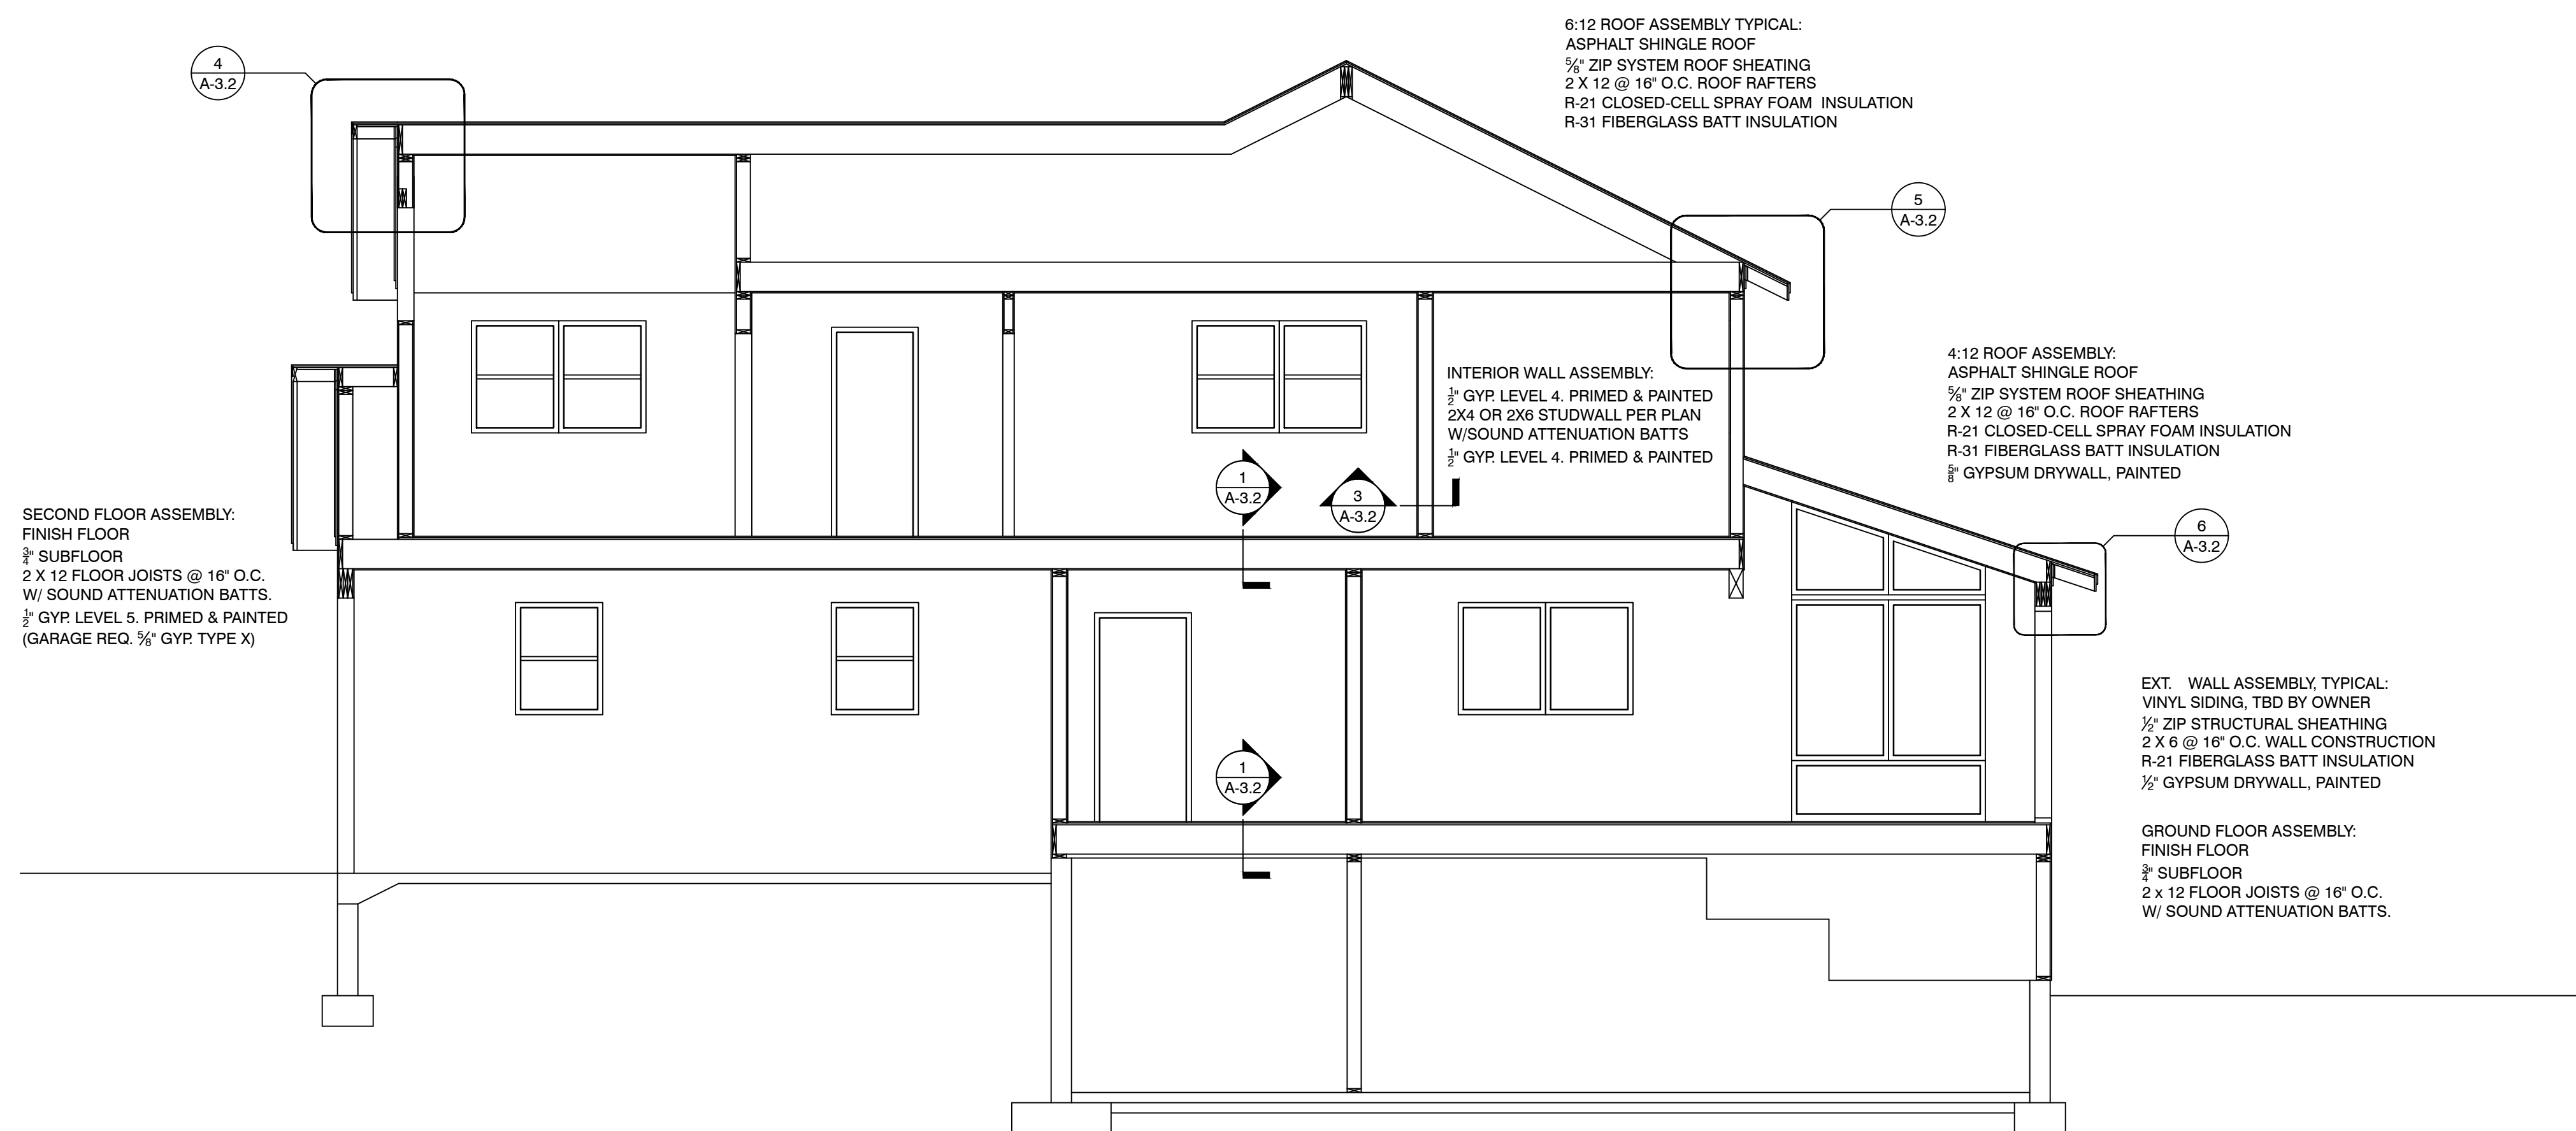 6:12 ROOF ASSEMBLY TYPICAL:
ASPHALT SHINGLE ROOF
5/8" ZIP SYSTEM ROOF SHEATING
2 X 12 @ 16" O.C. ROOF RAFTERS
R-21 CLOSED-CELL SPRAY FOAM  INSULATION
R-31 FIBERGLASS BATT INSULATION
4
A-3.2
5
A-3.2
4:12 ROOF ASSEMBLY:
ASPHALT SHINGLE ROOF
5/8" ZIP SYSTEM ROOF SHEATHING
2 X 12 @ 16" O.C. ROOF RAFTERS
R-21 CLOSED-CELL SPRAY FOAM INSULATION
R-31 FIBERGLASS BATT INSULATION
5/8" GYPSUM DRYWALL, PAINTED
INTERIOR WALL ASSEMBLY:
1/2" GYP. LEVEL 4. PRIMED & PAINTED
2X4 OR 2X6 STUDWALL PER PLAN
W/SOUND ATTENUATION BATTS
1/2" GYP. LEVEL 4. PRIMED & PAINTED
1
A-3.2
3
A-3.2
SECOND FLOOR ASSEMBLY:
FINISH FLOOR
3/4" SUBFLOOR
2 X 12 FLOOR JOISTS @ 16" O.C.
W/ SOUND ATTENUATION BATTS.
1/2" GYP. LEVEL 5. PRIMED & PAINTED
(GARAGE REQ. 5/8" GYP. TYPE X)
6
A-3.2
EXT.   WALL ASSEMBLY, TYPICAL:
VINYL SIDING, TBD BY OWNER
1/2" ZIP STRUCTURAL SHEATHING
2 X 6 @ 16" O.C. WALL CONSTRUCTION
R-21 FIBERGLASS BATT INSULATION
1/2" GYPSUM DRYWALL, PAINTED
1
A-3.2
GROUND FLOOR ASSEMBLY:
FINISH FLOOR
3/4" SUBFLOOR
2 x 12 FLOOR JOISTS @ 16" O.C.
W/ SOUND ATTENUATION BATTS.